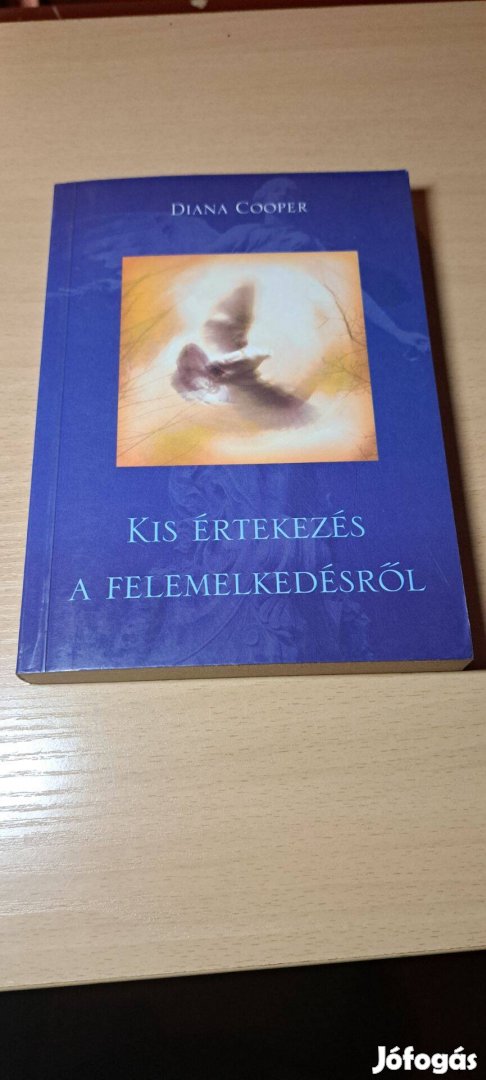 DIANA COOPER
KIS ÉRTEKEZÉS
A FELEMELKEDÉSRŐL
Jófogás